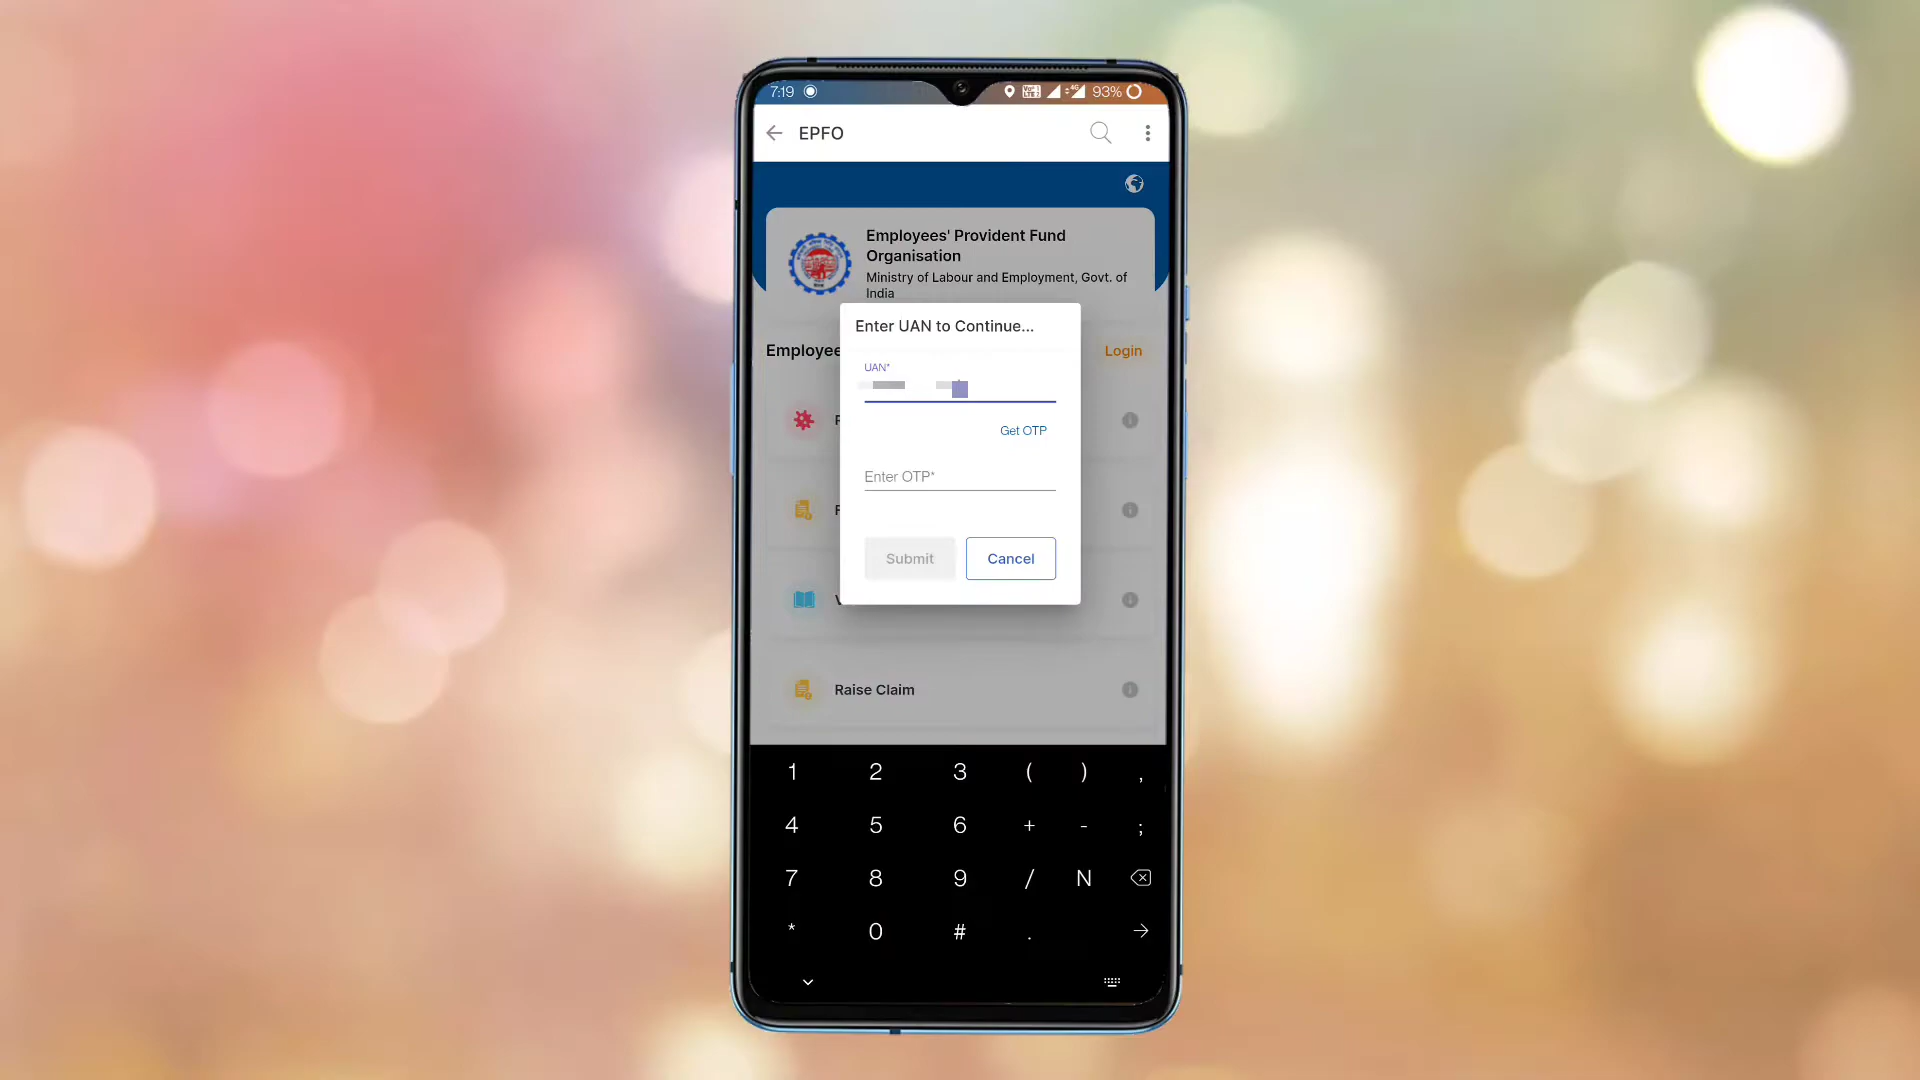 7:19 93%
EPFO
Employees' Provident Fund
Organisation
Ministry of Labour and Employment, Govt. of
India
Enter UAN to Continue...
Employee
Login
UAN*
Get OTP
Enter OTP*
Submit Cancel
Raise Claim
1 2 3 ( ) ,
4 5 6 + - ;
7 8 9 / N
* 0 # .